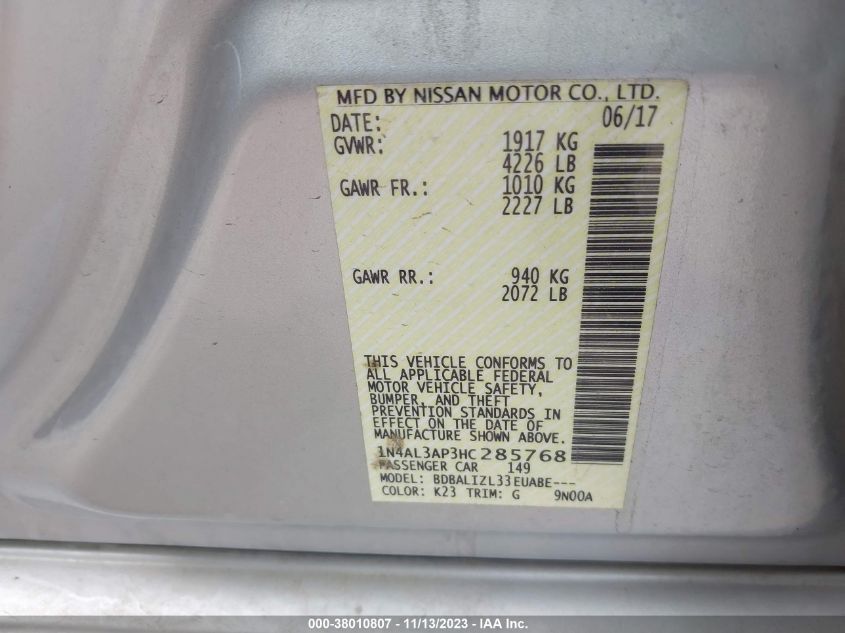 MFD BY NISSAN MOTOR CO., LTD.
DATE: 06/17
GVWR: 1917 KG
4226 LB
GAWR FR.: 1010 KG
2227 LB
GAWR RR.: 940 KG
2072 LB
THIS VEHICLE CONFORMS TO
ALL APPLICABLE FEDERAL
MOTOR VEHICLE SAFETY,
BUMPER, AND THEFT
PREVENTION STANDARDS IN
EFFECT ON THE DATE OF
MANUFACTURE SHOWN ABOVE.
1N4AL3AP3HC285768
PASSENGER CAR 149
MODEL: BDBALIZL33EUABE---
COLOR: K23 TRIM: G 9N00A
000-38010807 - 11/13/2023 - IAA Inc.